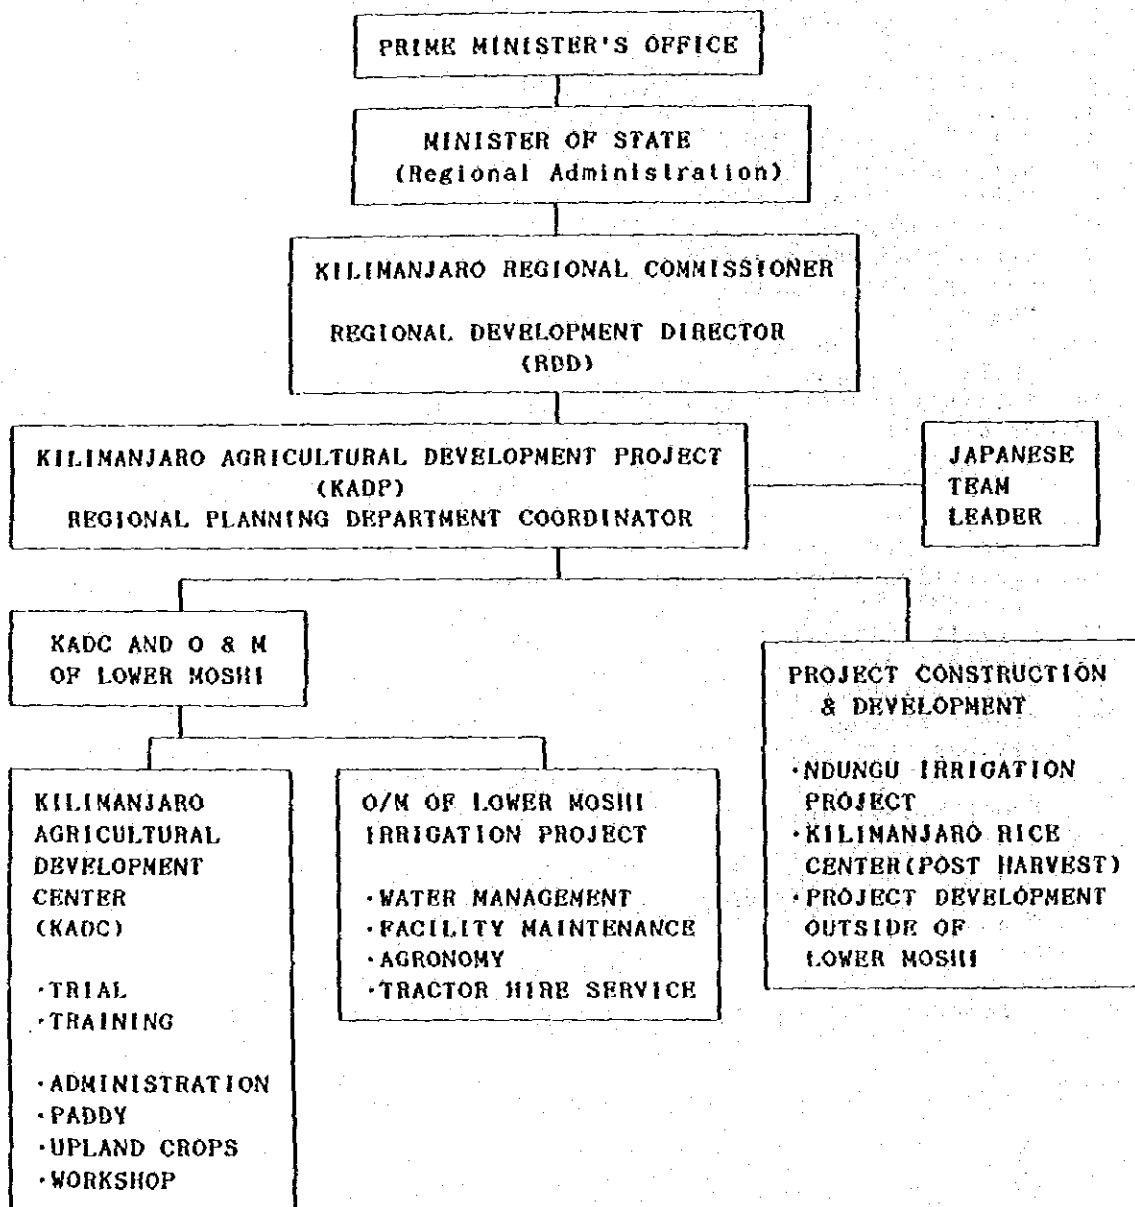 PRIME MINISTER'S OFFICE
MINISTER OF STATE
(Regional Administration)
KILIMANJARO REGIONAL COMMISSIONER
REGIONAL DEVELOPMENT DIRECTOR
(RDD)
KILIMANJARO AGRICULTURAL DEVELOPMENT PROJECT
(KADP)
REGIONAL PLANNING DEPARTMENT COORDINATOR
JAPANESE
TEAM
LEADER
KADC AND O & M
OF LOWER MOSHI
PROJECT CONSTRUCTION
& DEVELOPMENT
·NDUNGU IRRIGATION
PROJECT
·KILIMANJARO RICE
CENTER(POST HARVEST)
·PROJECT DEVELOPMENT
OUTSIDE OF
LOWER MOSHI
KILIMANJARO
AGRICULTURAL
DEVELOPMENT
CENTER
(KADC)
·TRIAL
·TRAINING
·ADMINISTRATION
·PADDY
·UPLAND CROPS
·WORKSHOP
O/M OF LOWER MOSHI
IRRIGATION PROJECT
·WATER MANAGEMENT
·FACILITY MAINTENANCE
·AGRONOMY
·TRACTOR HIRE SERVICE